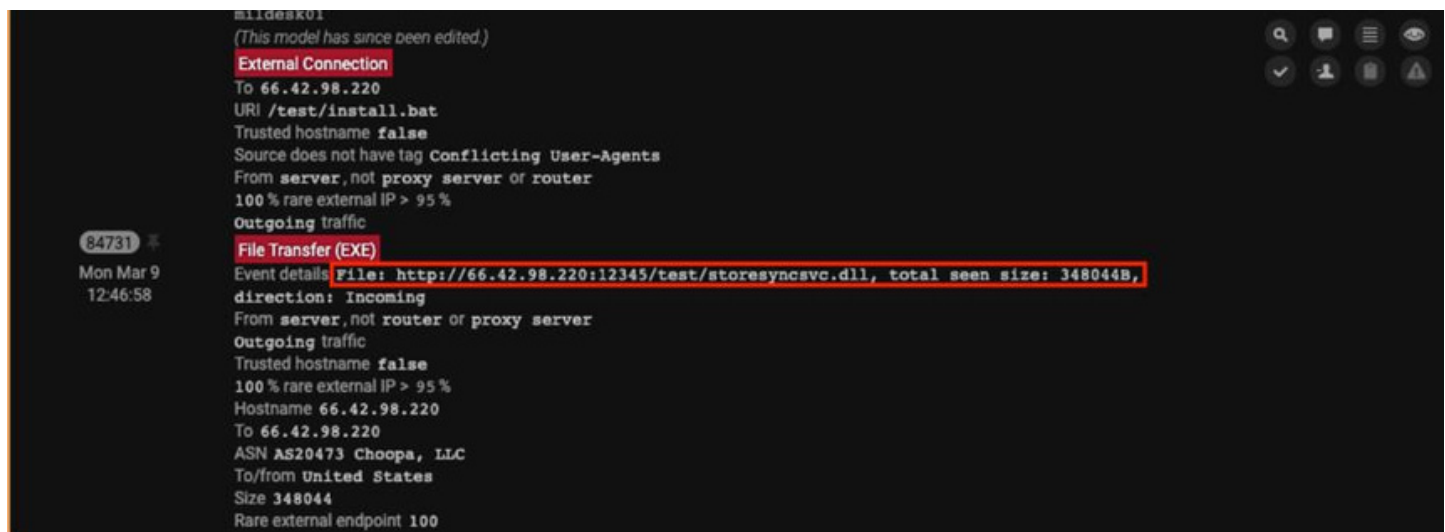 mildesk01
(This model has since been edited.)
External Connection
To 66.42.98.220
URI /test/install.bat
Trusted hostname false
Source does not have tag Conflicting User-Agents
From server, not proxy server or router
100 % rare external IP > 95 %
Outgoing traffic
84731
File Transfer (EXE)
Mon Mar 9
Event details File: http://66.42.98.220:12345/test/storesyncsvc.dll, total seen size: 348044B,
12:46:58
direction: Incoming
From server, not router or proxy server
Outgoing traffic
Trusted hostname false
100 % rare external IP > 95 %
Hostname 66.42.98.220
To 66.42.98.220
ASN AS20473 Choopa, LLC
To/from United States
Size 348044
Rare external endpoint 100